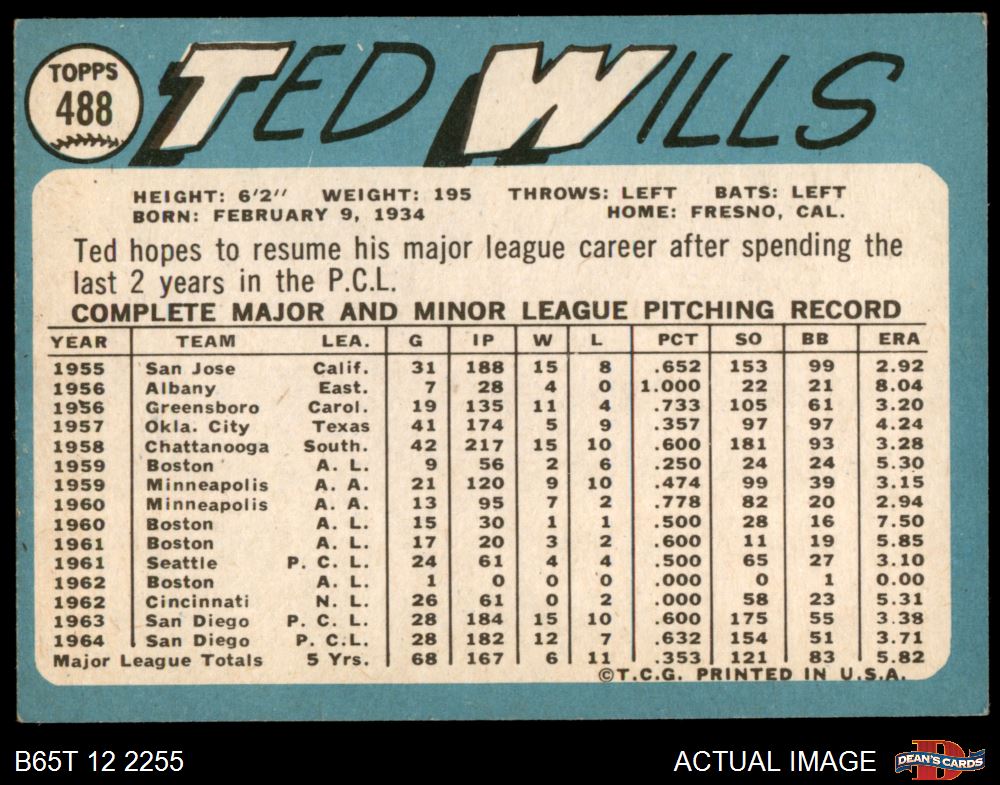 TOPPS
488
TED WILLS
HEIGHT: 6'2" WEIGHT: 195 THROWS: LEFT BATS: LEFT
BORN: FEBRUARY 9, 1934 HOME: FRESNO, CAL.
Ted hopes to resume his major league career after spending the
last 2 years in the P.C.L.
COMPLETE MAJOR AND MINOR LEAGUE PITCHING RECORD
YEAR TEAM LEA. G IP W L PCT SO BB ERA
1955 San Jose Calif. 31 188 15 8 .652 153 99 2.92
1956 Albany East. 7 28 4 0 1.000 22 21 8.04
1956 Greensboro Carol. 19 135 11 4 .733 105 61 3.20
1957 Okla. City Texas 41 174 5 9 .357 97 97 4.24
1958 Chattanooga South. 42 217 15 10 .600 181 93 3.28
1959 Boston A. L. 9 56 2 6 .250 24 24 5.30
1959 Minneapolis A. A. 21 120 9 10 .474 99 39 3.15
1960 Minneapolis A. A. 13 95 7 2 .778 82 20 2.94
1960 Boston A. L. 15 30 1 1 .500 28 16 7.50
1961 Boston A. L. 17 20 3 2 .600 11 19 5.85
1961 Seattle P. C. L. 24 61 4 4 .500 65 27 3.10
1962 Boston A. L. 1 0 0 0 .000 0 1 0.00
1962 Cincinnati N. L. 26 61 0 2 .000 58 23 5.31
1963 San Diego P. C. L. 28 184 15 10 .600 175 55 3.38
1964 San Diego P. C.L. 28 182 12 7 .632 154 51 3.71
Major League Totals 5 Yrs. 68 167 6 11 .353 121 83 5.82
©T.C.G. PRINTED IN U.S.A.
B65T 12 2255 ACTUAL IMAGE DEAN'S CARDS